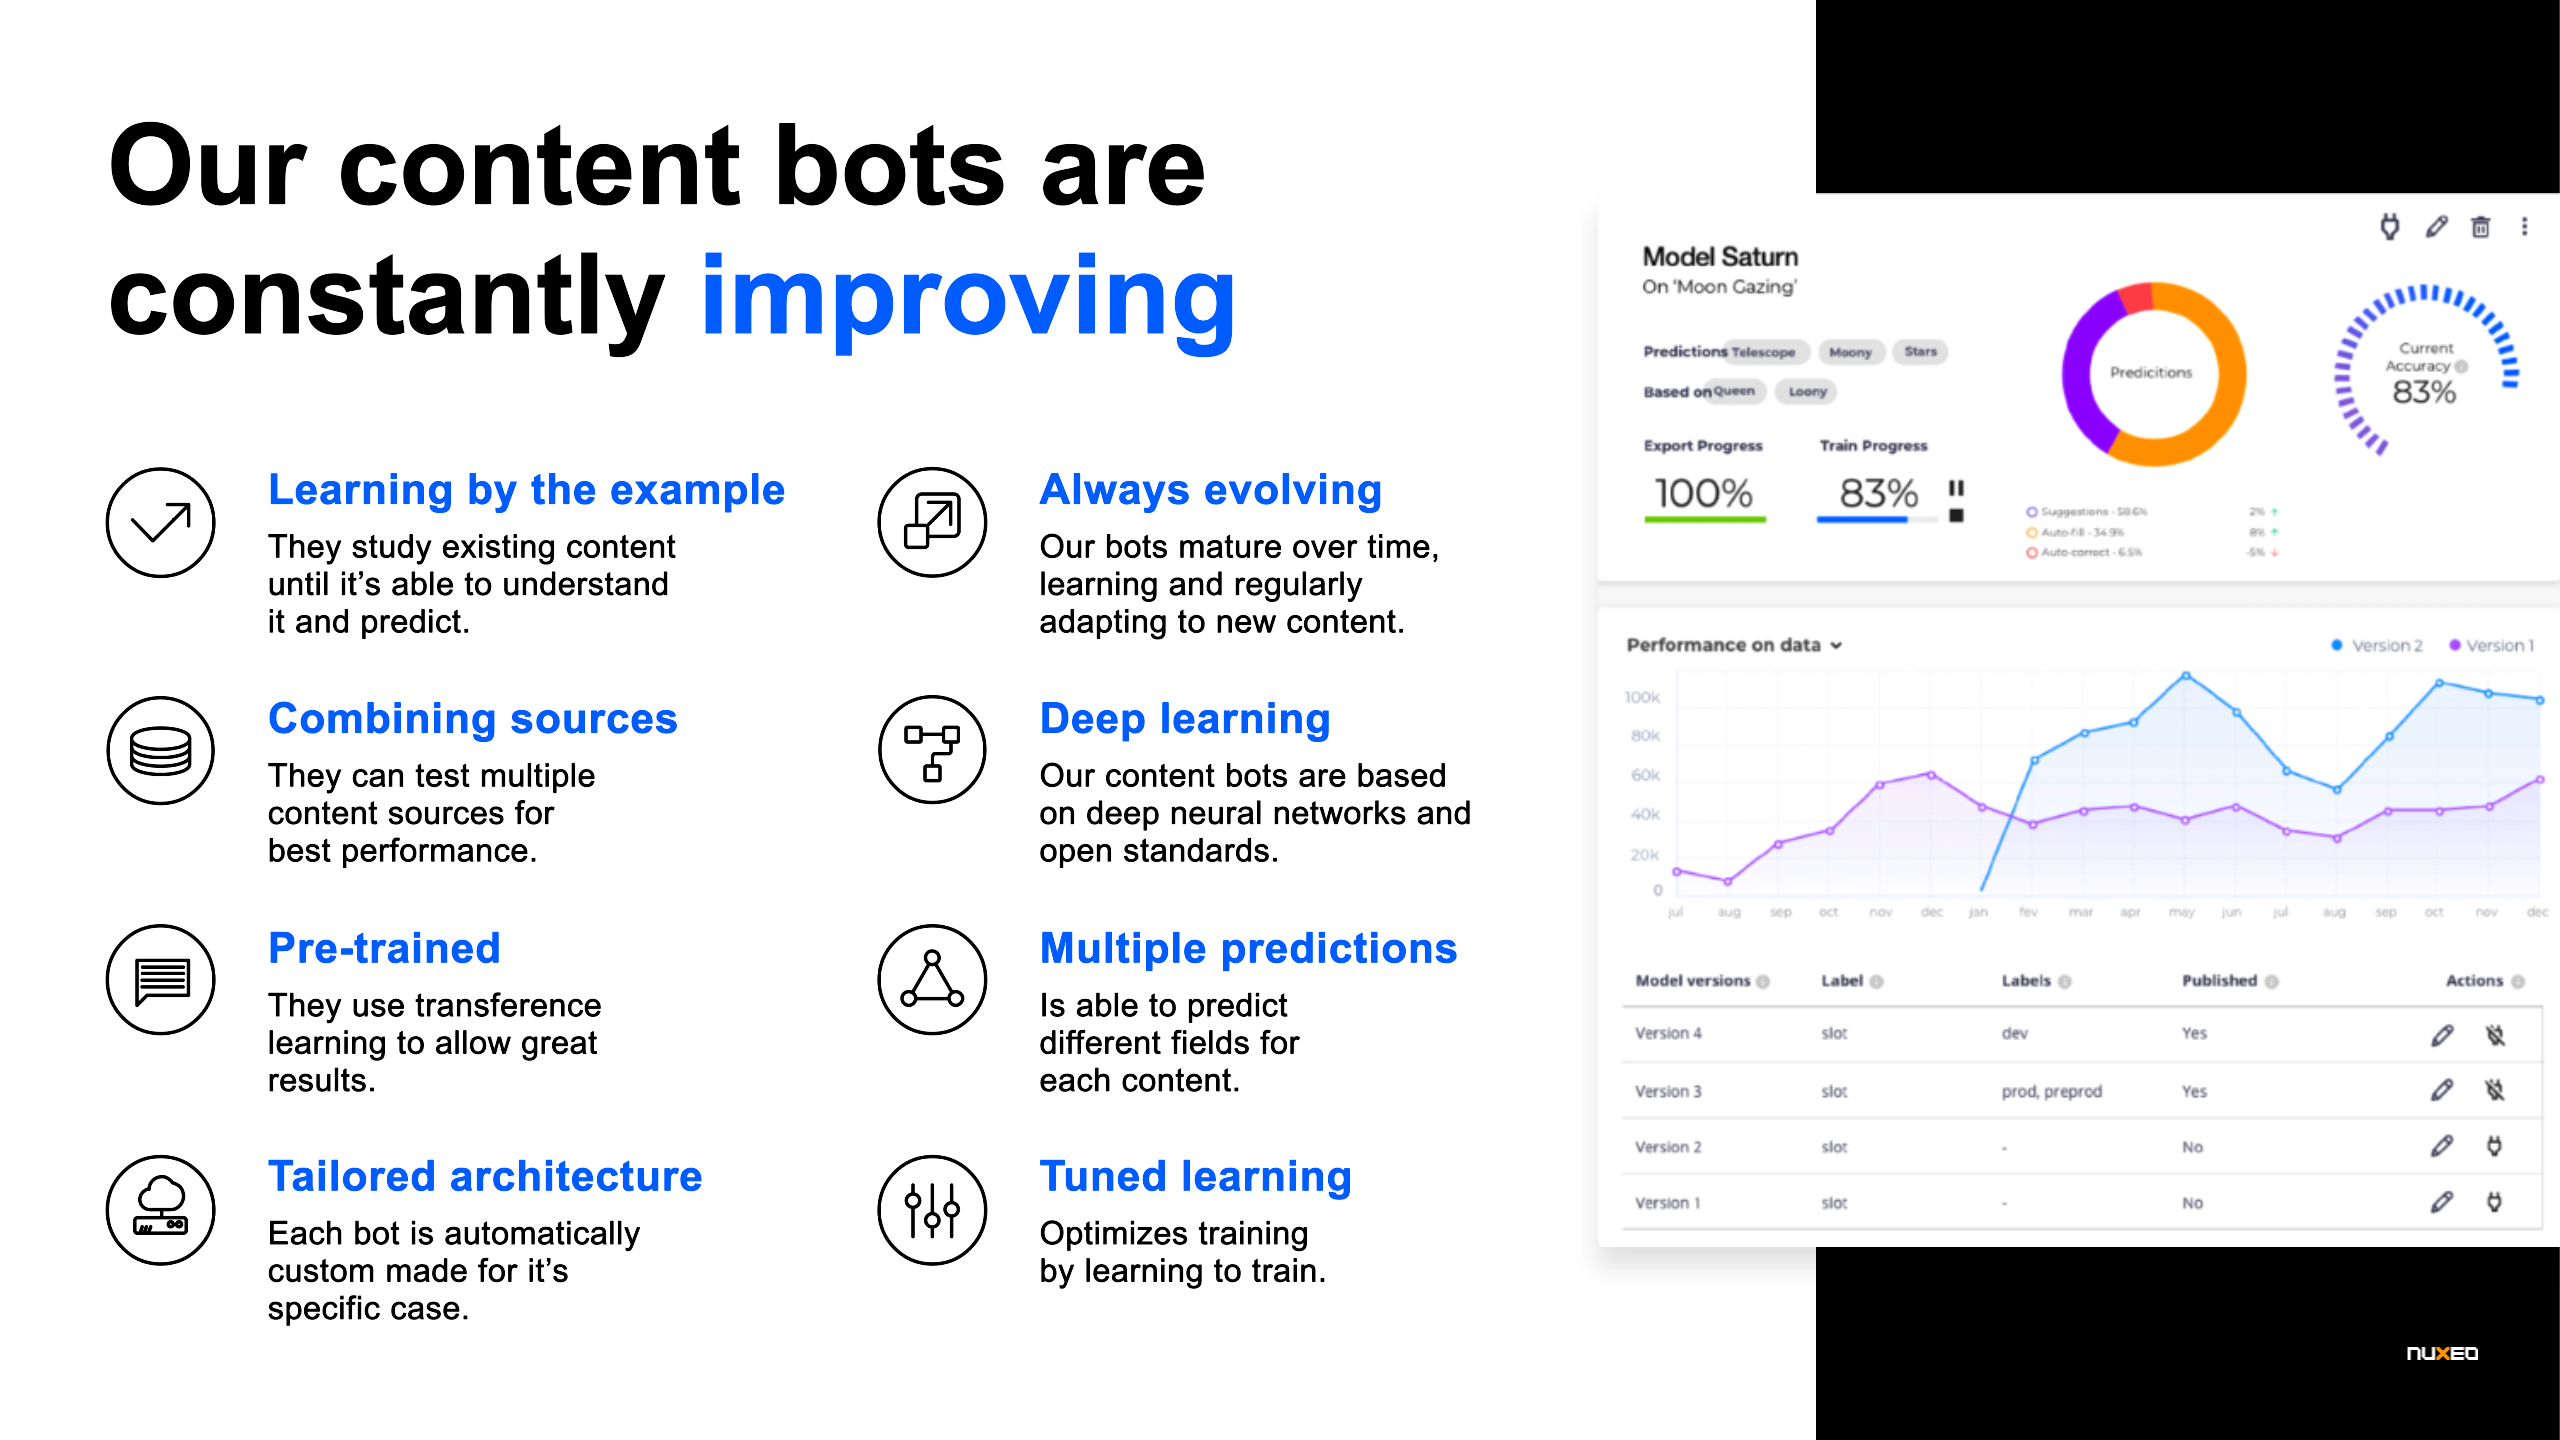 Our content bots are
constantly improving
Learning by the example
They study existing content
until it’s able to understand
it and predict.
Combining sources
They can test multiple
content sources for
best performance.
Pre-trained
They use transference
learning to allow great
results.
Tailored architecture
Each bot is automatically
custom made for it’s
specific case.
Always evolving
Our bots mature over time,
learning and regularly
adapting to new content.
Deep learning
Our content bots are based
on deep neural networks and
open standards.
Multiple predictions
Is able to predict
different fields for
each content.
Tuned learning
Optimizes training
by learning to train.
Model Saturn
On ‘Moon Gazing’
Predictions Telescope Moony Stars
Based on Queen Loony
Export Progress Train Progress
100% 83%
Predicitions
Current
Accuracy
83%
Suggestions - 58.6% 2%
Auto-fill - 34.9% 8%
Auto-correct - 6.5% -5%
Performance on data
Version 2 Version 1
100k
80k
60k
40k
20k
0
jul aug sep oct nov dec jan fev mar apr may jun jul aug sep oct nov dec
Model versions Label Labels Published Actions
Version 4 slot dev Yes
Version 3 slot prod, preprod Yes
Version 2 slot - No
Version 1 slot - No
NUXEO